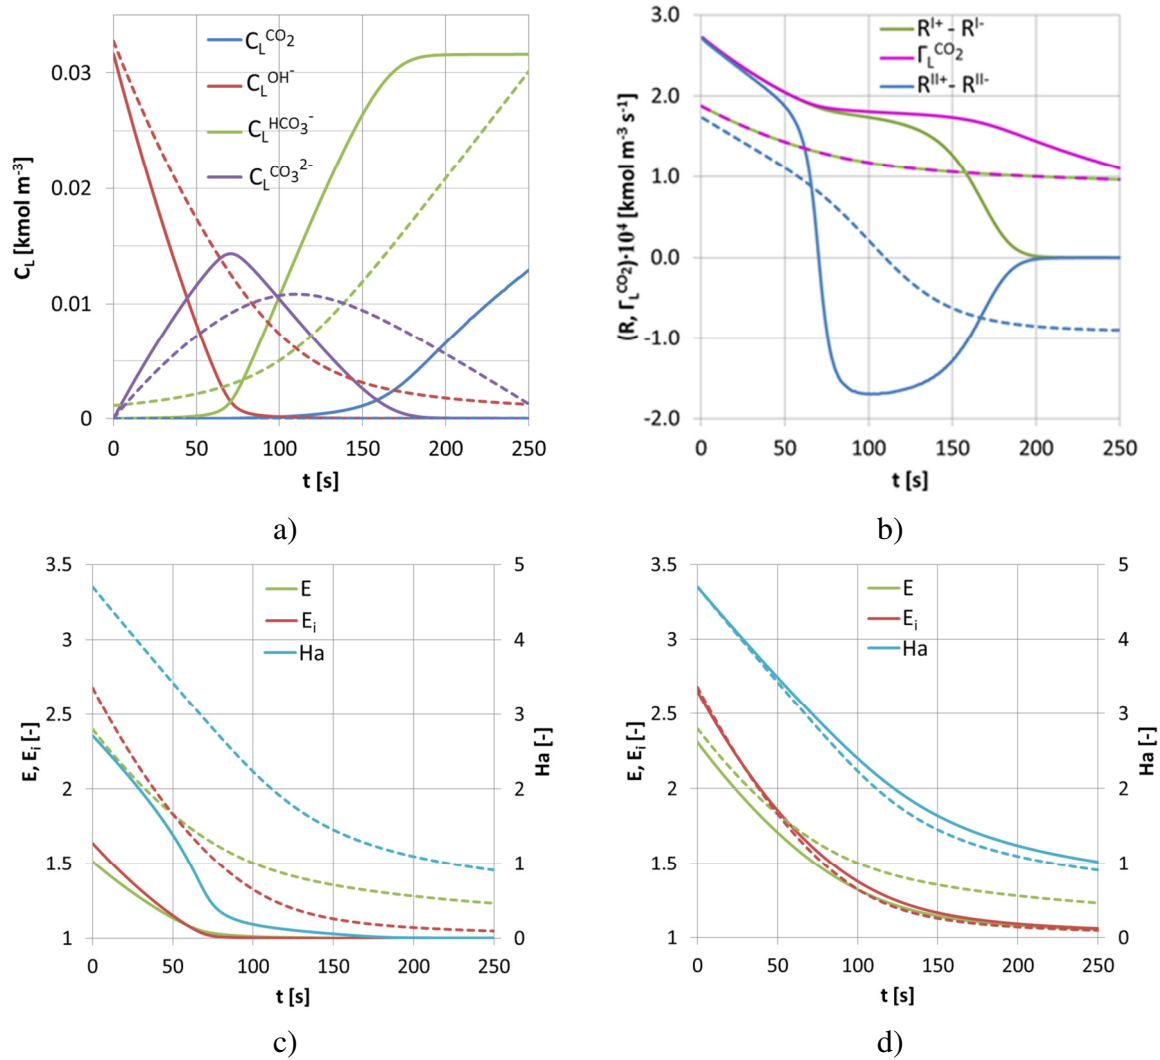 C_L^CO2
C_L^OH⁻
C_L^HCO3⁻
C_L^CO3²⁻
0.03
0.02
0.01
0
C_L [kmol m⁻³]
0 50 100 150 200 250
t [s]
a)
R^I+ - R^I-
Γ_L^CO2
R^II+ - R^II-
3.0
2.0
1.0
0.0
-1.0
-2.0
(R, Γ_L^CO2)·10⁴ [kmol m⁻³ s⁻¹]
0 50 100 150 200 250
t [s]
b)
E
E_i
Ha
3.5
3
2.5
2
1.5
1
E, E_i [-]
5
4
3
2
1
0
Ha [-]
0 50 100 150 200 250
t [s]
c)
E
E_i
Ha
3.5
3
2.5
2
1.5
1
E, E_i [-]
5
4
3
2
1
0
Ha [-]
0 50 100 150 200 250
t [s]
d)